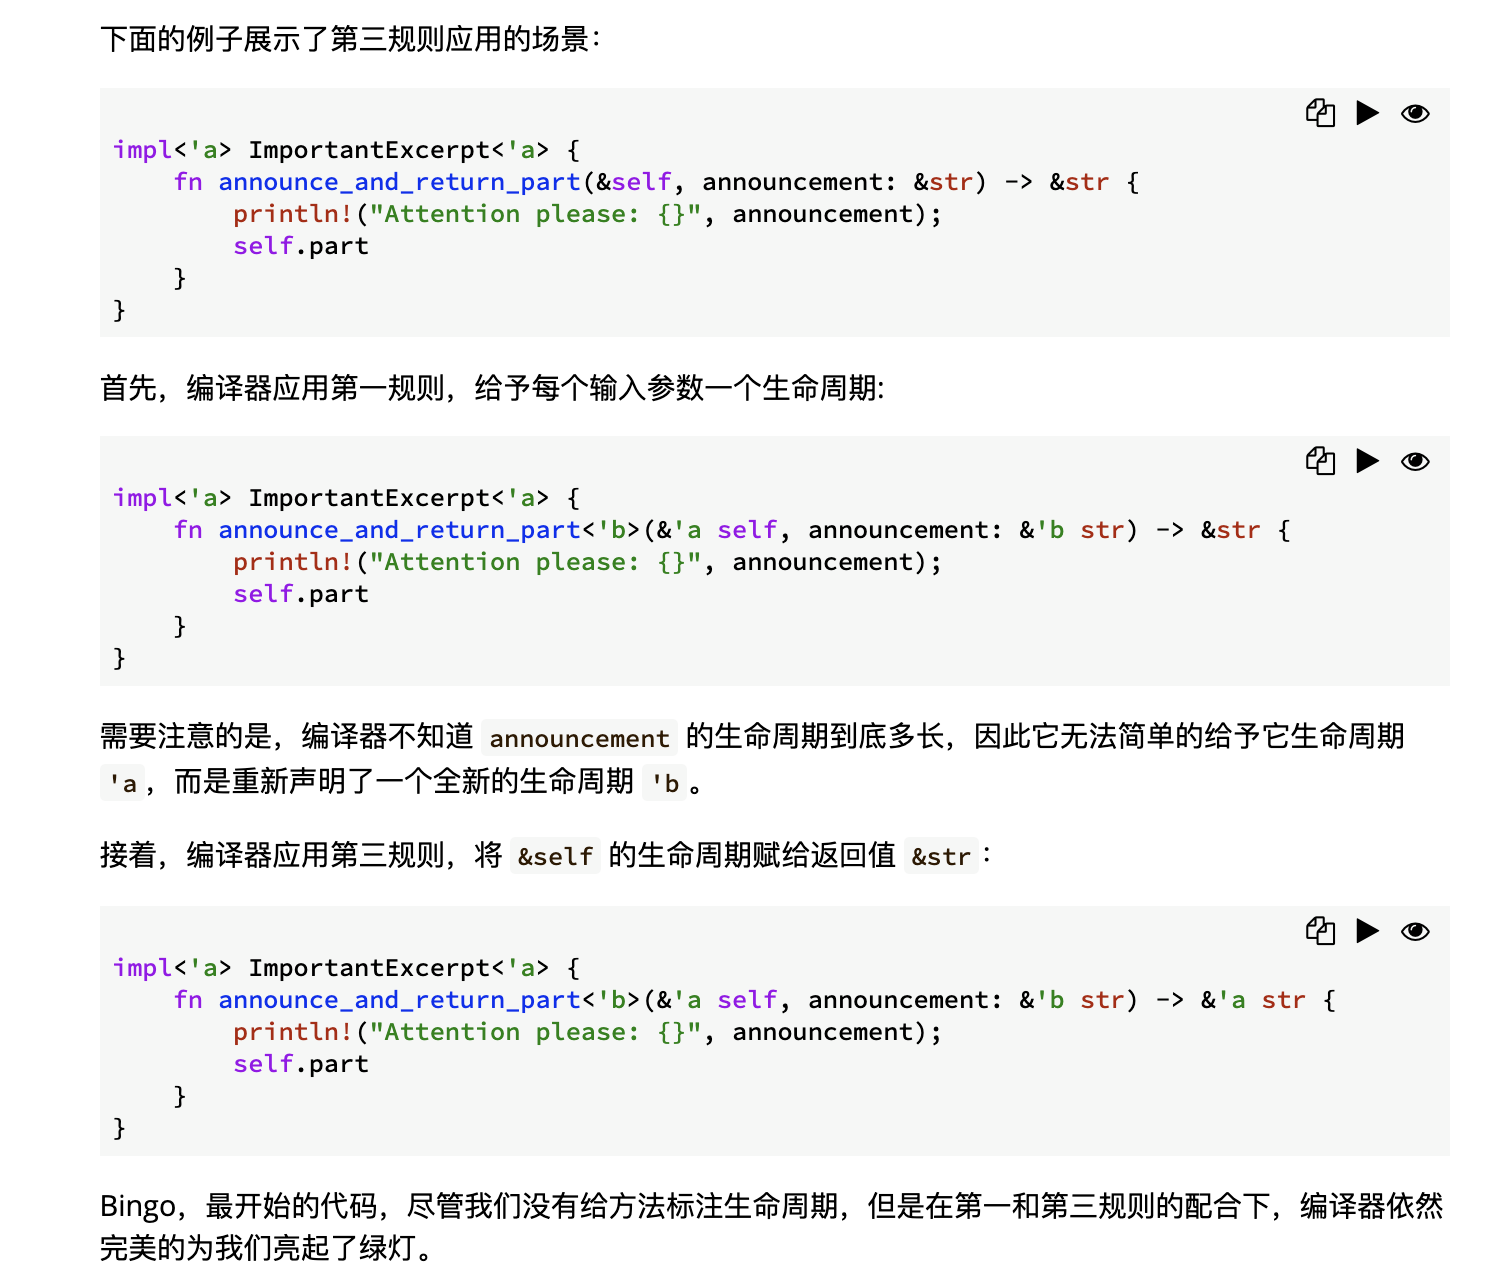 下面的例子展示了第三规则应用的场景：
impl<'a> ImportantExcerpt<'a> {
    fn announce_and_return_part(&self, announcement: &str) -> &str {
        println!("Attention please: {}", announcement);
        self.part
    }
}
首先，编译器应用第一规则，给予每个输入参数一个生命周期:
impl<'a> ImportantExcerpt<'a> {
    fn announce_and_return_part<'b>(&'a self, announcement: &'b str) -> &str {
        println!("Attention please: {}", announcement);
        self.part
    }
}
需要注意的是，编译器不知道 announcement 的生命周期到底多长，因此它无法简单的给予它生命周期
'a，而是重新声明了一个全新的生命周期 'b。
接着，编译器应用第三规则，将 &self 的生命周期赋给返回值 &str：
impl<'a> ImportantExcerpt<'a> {
    fn announce_and_return_part<'b>(&'a self, announcement: &'b str) -> &'a str {
        println!("Attention please: {}", announcement);
        self.part
    }
}
Bingo，最开始的代码，尽管我们没有给方法标注生命周期，但是在第一和第三规则的配合下，编译器依然
完美的为我们亮起了绿灯。